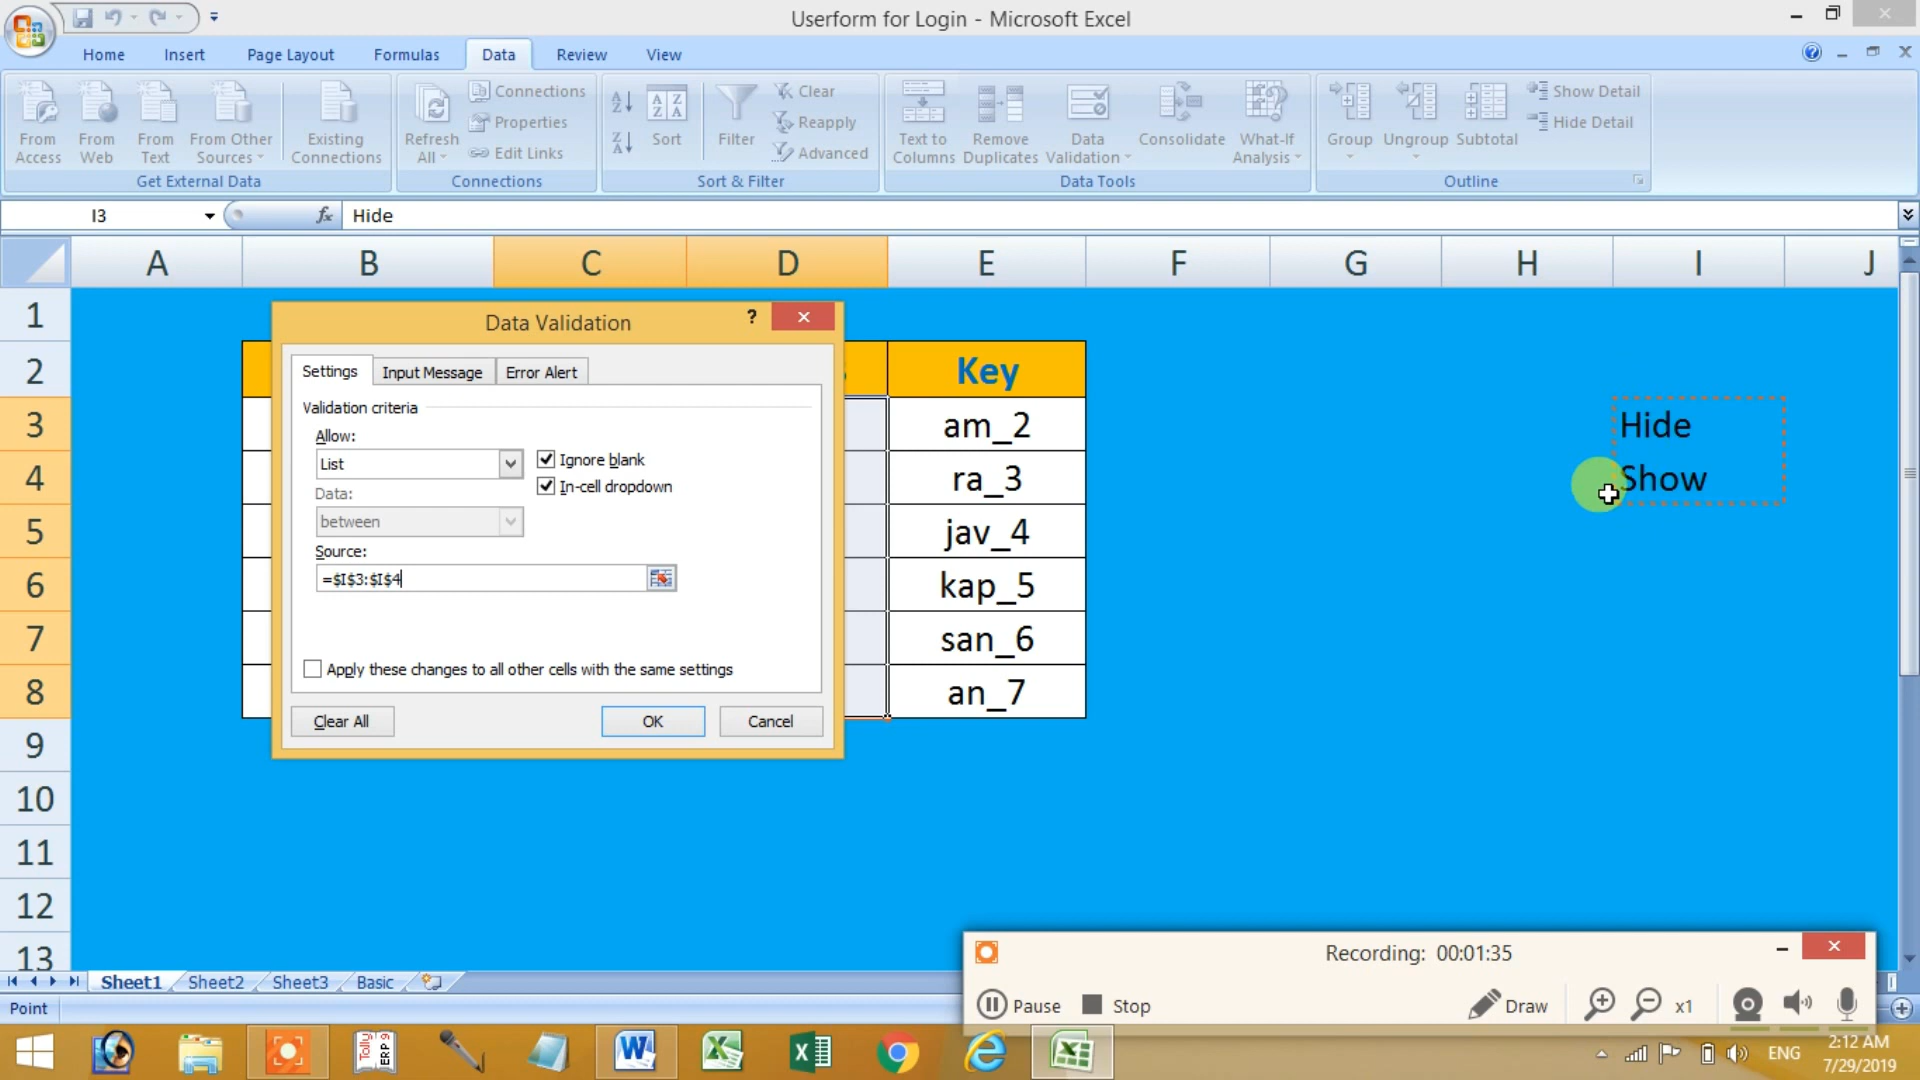 Userform for Login - Microsoft Excel
Home Insert Page Layout Formulas Data Review View
From Access
From Web
From Text
From Other Sources
Existing Connections
Get External Data
Refresh All
Connections
Properties
Edit Links
Connections
Sort
Filter
Clear
Reapply
Advanced
Sort & Filter
Text to Columns
Remove Duplicates
Data Validation
Consolidate
What-If Analysis
Data Tools
Group
Ungroup
Subtotal
Show Detail
Hide Detail
Outline
I3 fx Hide
A B C D E F G H I J
1
2 Key
3 am_2 Hide
4 ra_3 Show
5 jav_4
6 kap_5
7 san_6
8 an_7
9
10
11
12
13
Data Validation ?
Settings Input Message Error Alert
Validation criteria
Allow:
List
Ignore blank
In-cell dropdown
Data:
between
Source:
=$I$3:$I$4
Apply these changes to all other cells with the same settings
Clear All OK Cancel
Recording: 00:01:35
Pause Stop Draw x1
Sheet1 Sheet2 Sheet3 Basic
Point
Tally ERP 9
ENG
2:12 AM
7/29/2019